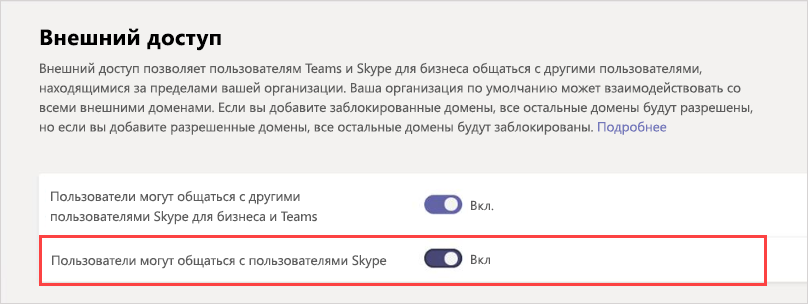 Внешний доступ
Внешний доступ позволяет пользователям Teams и Skype для бизнеса общаться с другими пользователями,
находящимися за пределами вашей организации. Ваша организация по умолчанию может взаимодействовать со
всеми внешними доменами. Если вы добавите заблокированные домены, все остальные домены будут разрешены,
но если вы добавите разрешенные домены, все остальные домены будут заблокированы. Подробнее
Пользователи могут общаться с другими
пользователями Skype для бизнеса и Teams
Вкл.
Пользователи могут общаться с пользователями Skype
Вкл